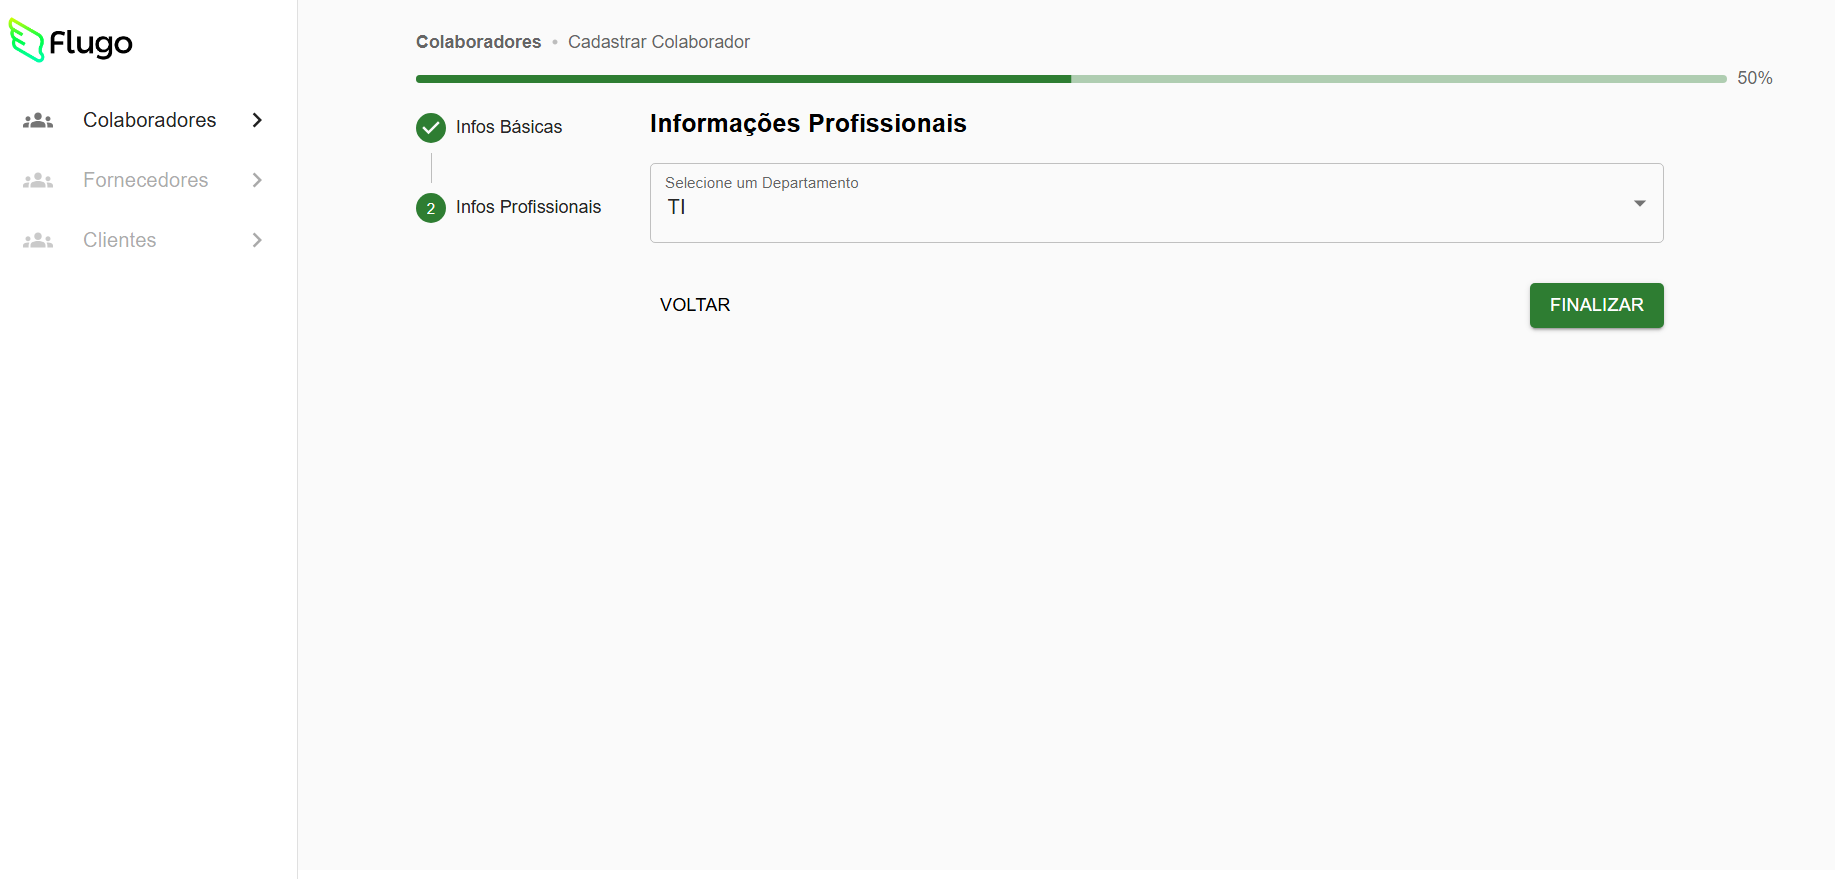 Flugo
Colaboradores
Fornecedores
Clientes
Colaboradores • Cadastrar Colaborador
50%
Infos Básicas
2 Infos Profissionais
Informações Profissionais
Selecione um Departamento
TI
VOLTAR
FINALIZAR